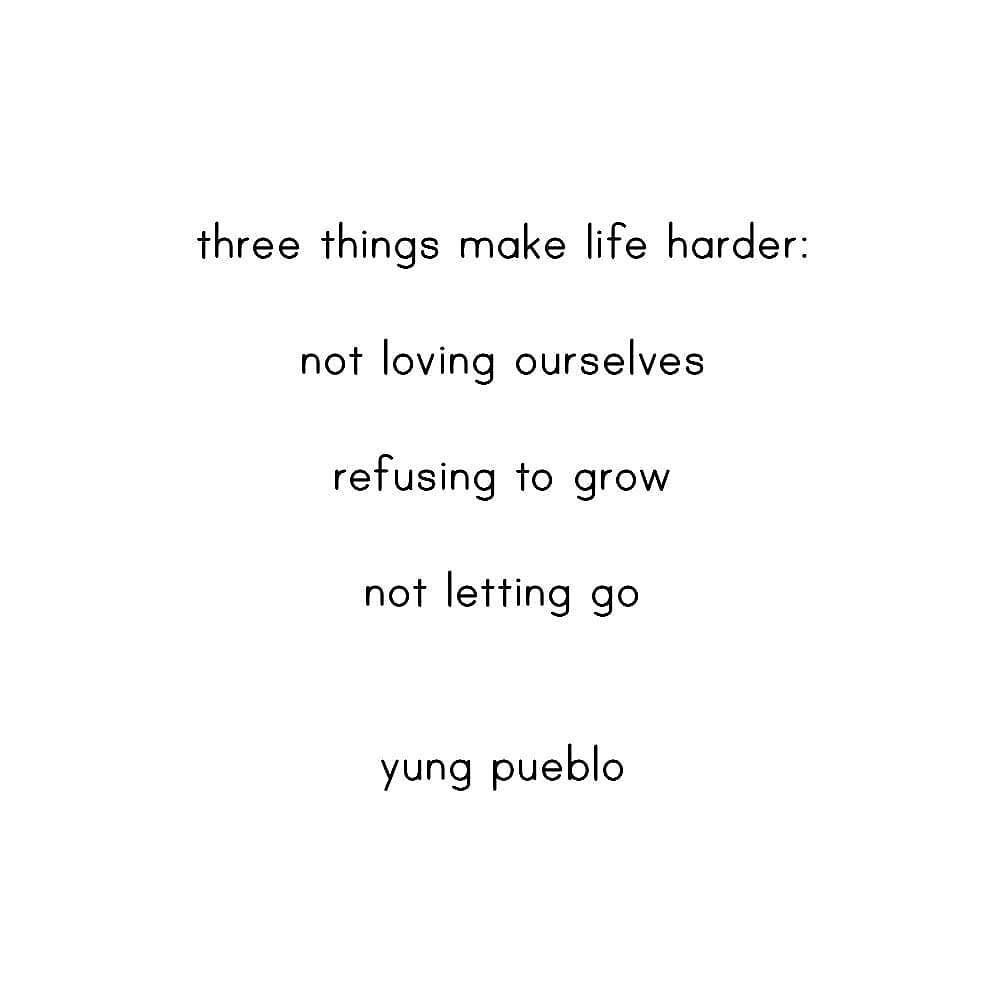 three things make life harder:
not loving ourselves
refusing to grow
not letting go
yung pueblo